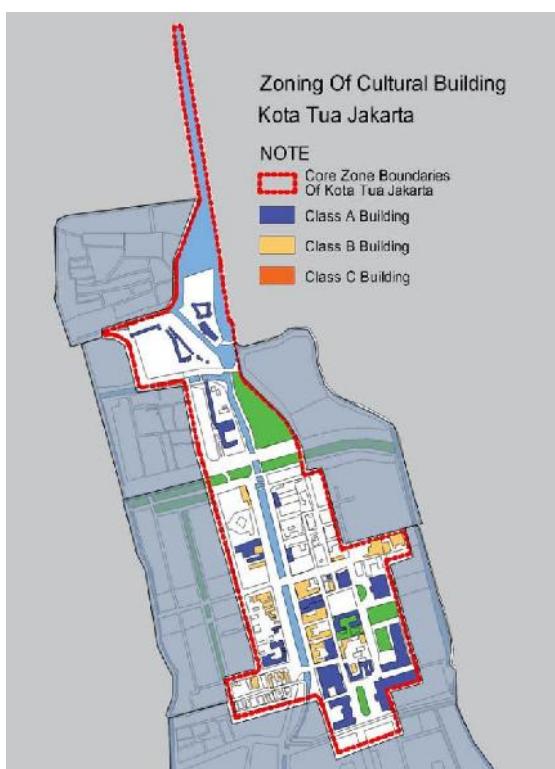 Zoning Of Cultural Building
Kota Tua Jakarta
NOTE
Core Zone Boundaries
Of Kota Tua Jakarta
Class A Building
Class B Building
Class C Building